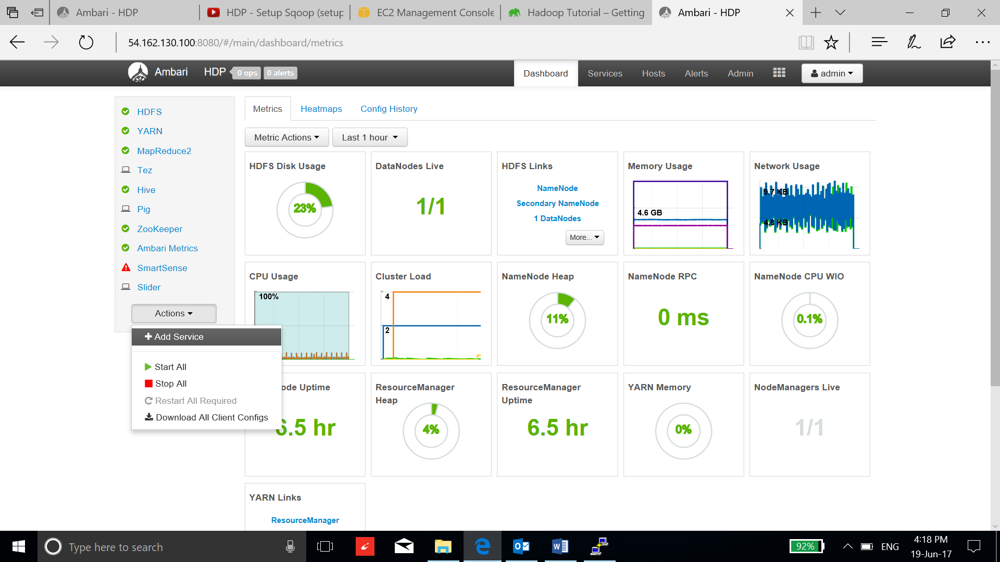 Ambari - HDP
HDP - Setup Sqoop (setup
EC2 Management Console
Hadoop Tutorial – Getting
Ambari - HDP
54.162.130.100:8080/#/main/dashboard/metrics
Ambari
HDP
0 ops
0 alerts
Dashboard
Services
Hosts
Alerts
Admin
admin
HDFS
YARN
MapReduce2
Tez
Hive
Pig
ZooKeeper
Ambari Metrics
SmartSense
Slider
Actions
Add Service
Start All
Stop All
Restart All Required
Download All Client Configs
Metrics
Heatmaps
Config History
Metric Actions
Last 1 hour
HDFS Disk Usage
23%
DataNodes Live
1/1
HDFS Links
NameNode
Secondary NameNode
1 DataNodes
More...
Memory Usage
4.6 GB
Network Usage
9.7 KB
4.8 KB
CPU Usage
100%
Cluster Load
4
2
NameNode Heap
11%
NameNode RPC
0 ms
NameNode CPU WIO
0.1%
ode Uptime
6.5 hr
ResourceManager
Heap
4%
ResourceManager
Uptime
6.5 hr
YARN Memory
0%
NodeManagers Live
1/1
YARN Links
ResourceManager
Type here to search
92%
ENG
4:18 PM
19-Jun-17